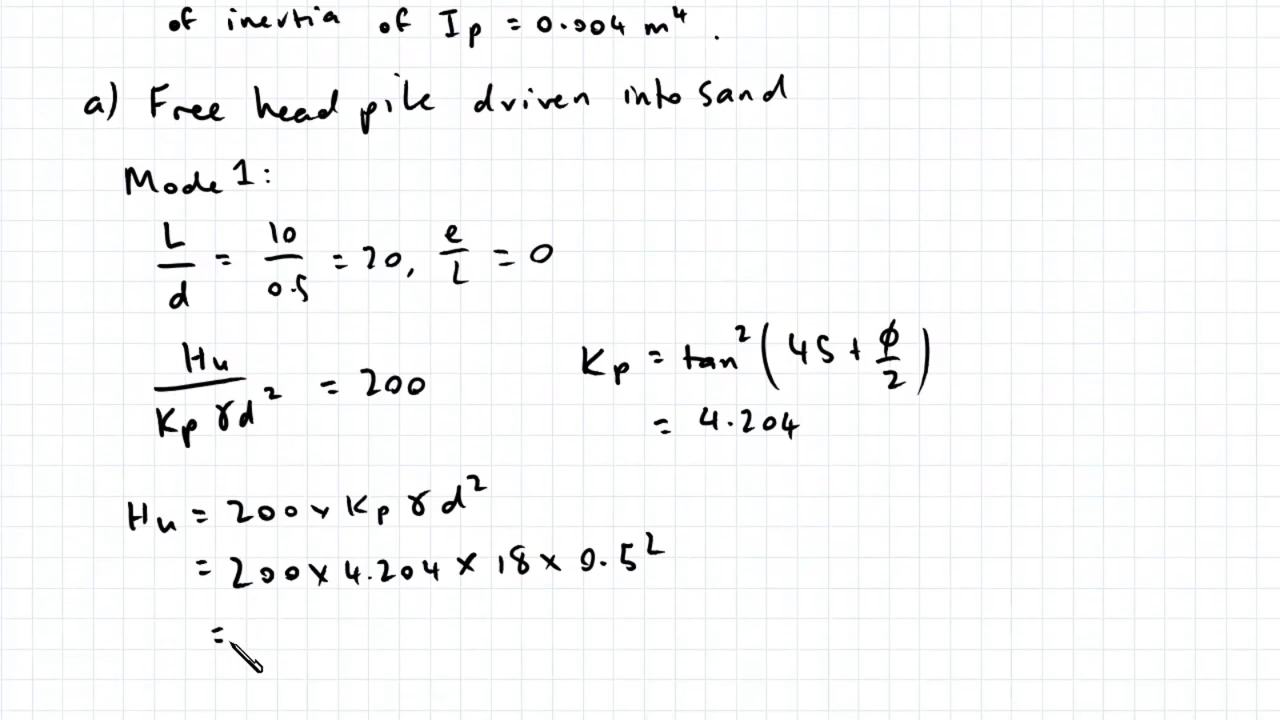 of inertia of Ip = 0.004 m⁴.
a) Free head pile driven into sand
Mode 1:
L/d = 10/0.5 = 20, e/L = 0
Hu/(Kp γd²) = 200
Kp = tan²(45 + ϕ/2)
= 4.204
Hu = 200 × Kp γ d²
= 200 × 4.204 × 18 × 0.5²
=